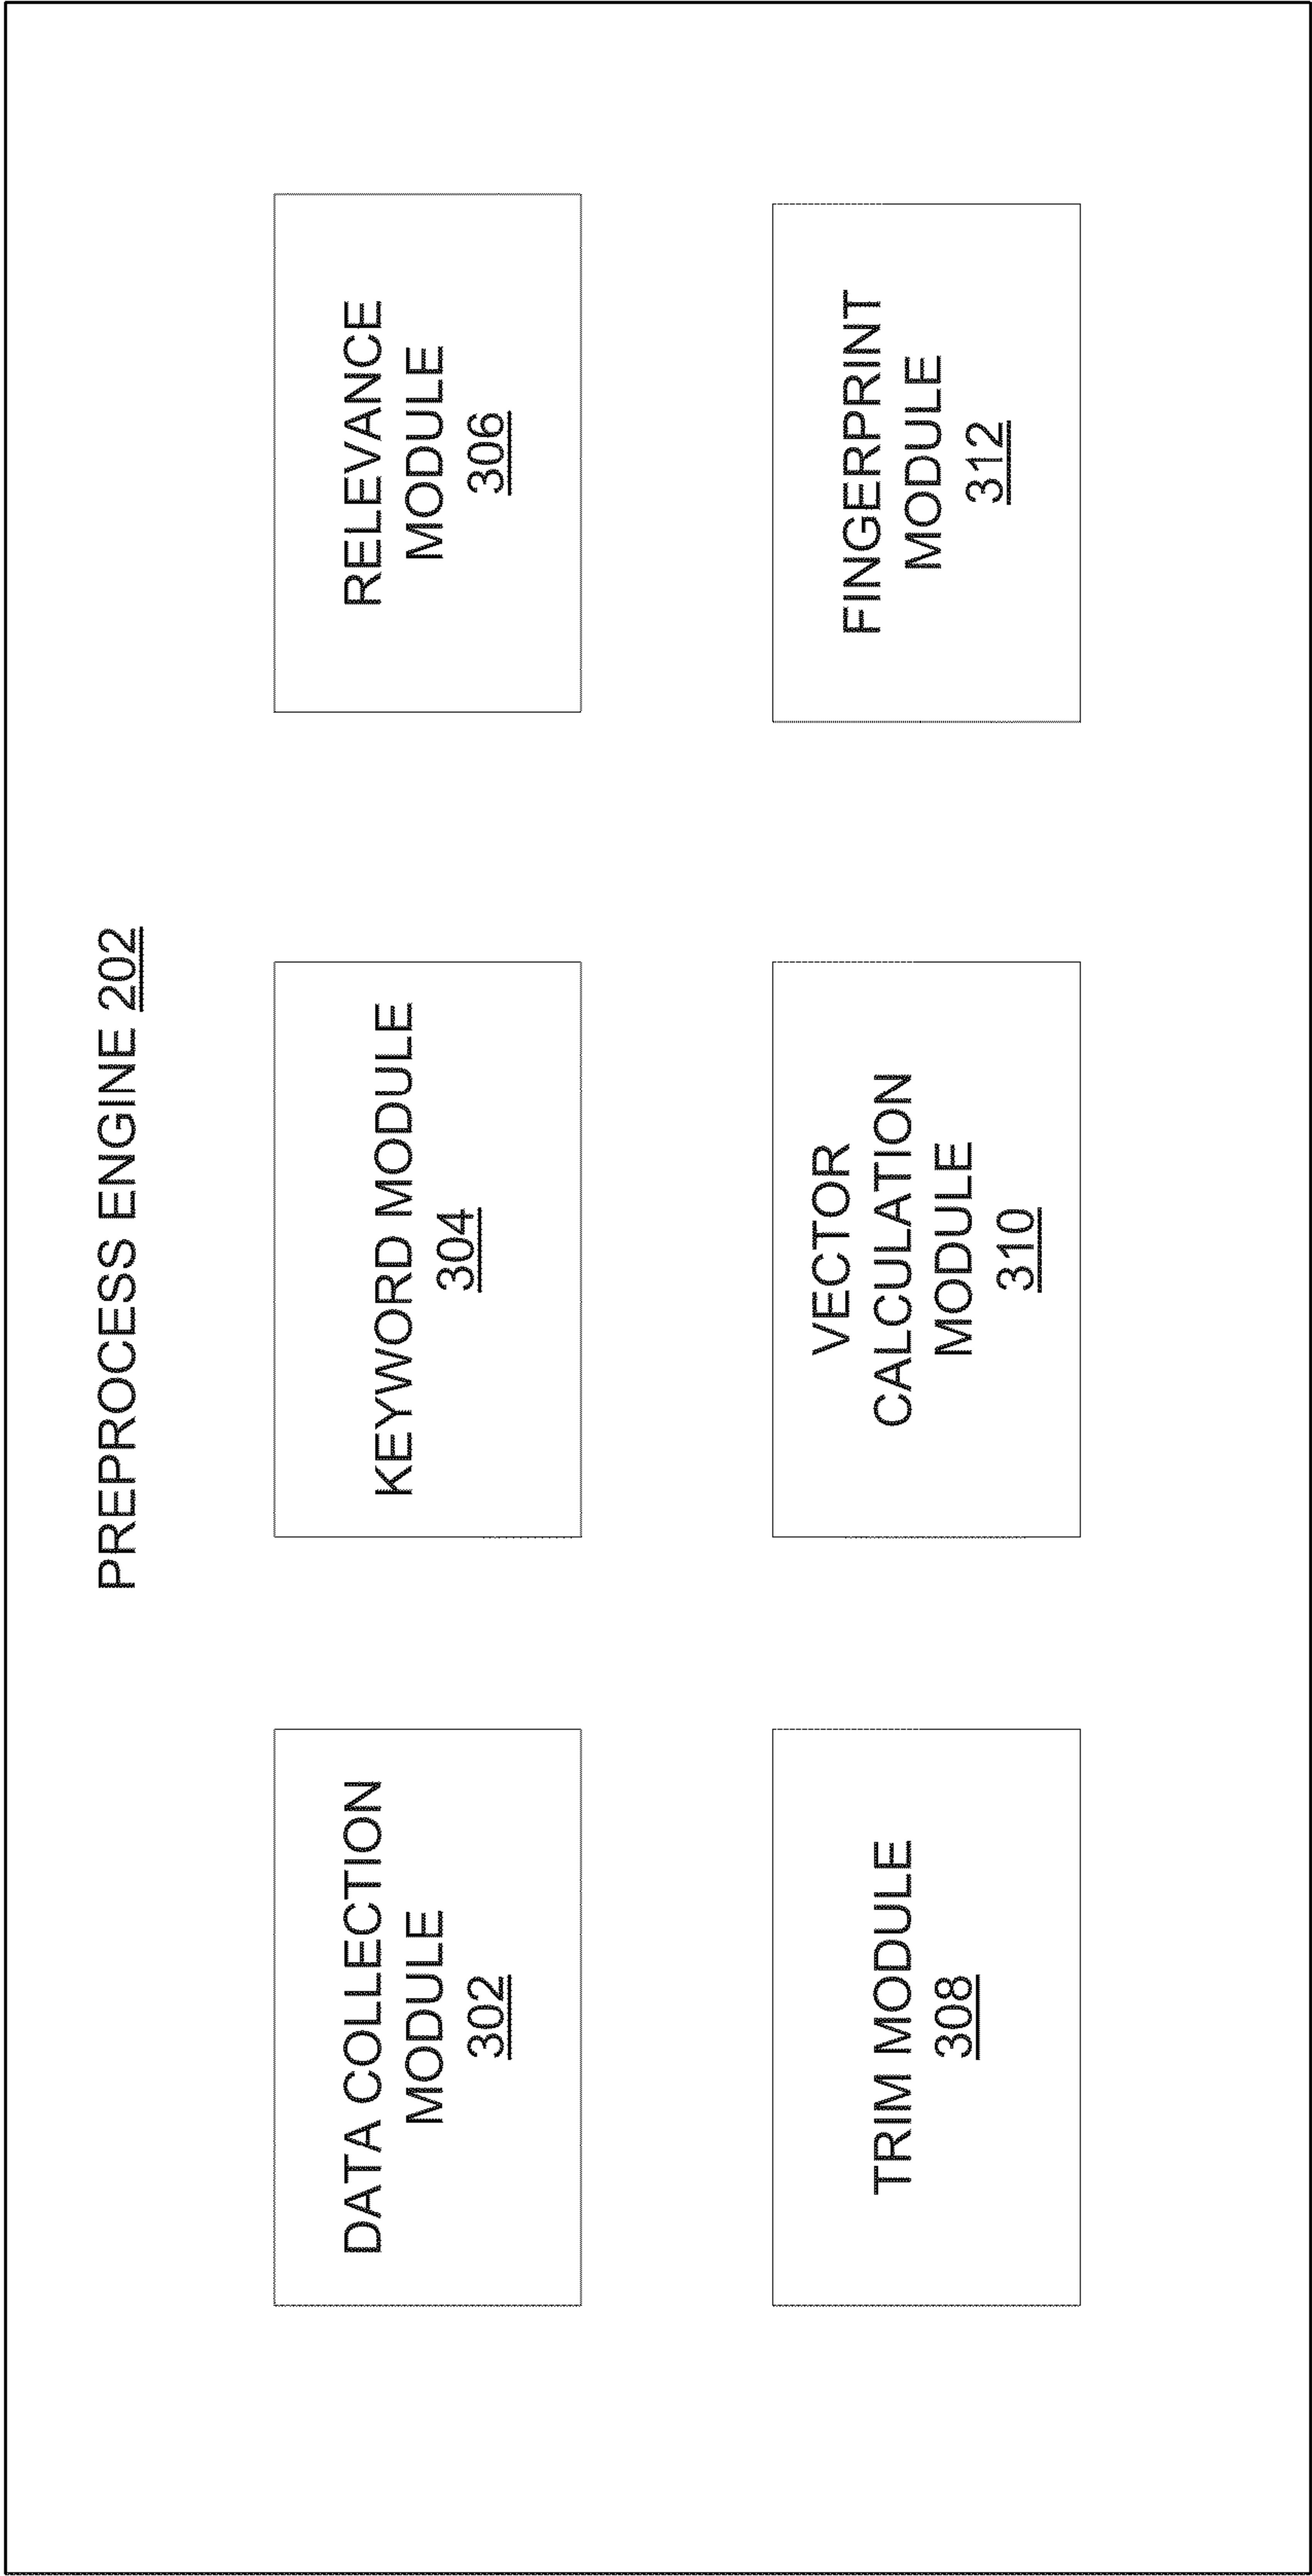 PREPROCESS ENGINE 202
DATA COLLECTION
MODULE
302
KEYWORD MODULE
304
RELEVANCE
MODULE
306
TRIM MODULE
308
VECTOR
CALCULATION
MODULE
310
FINGERPRINT
MODULE
312